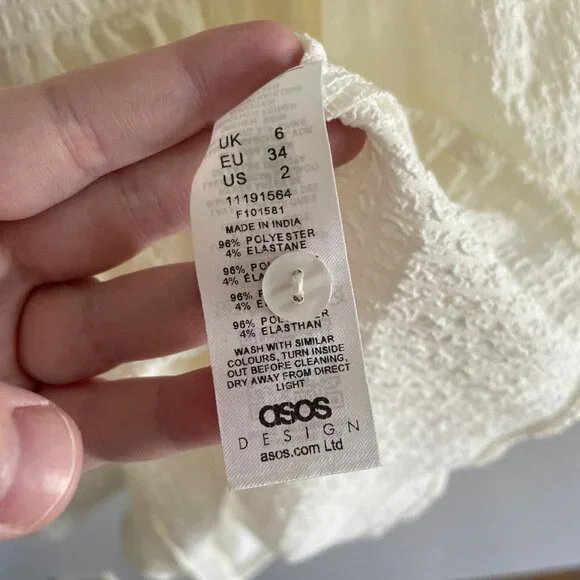 UK 6
EU 34
US 2
11191564
F101581
MADE IN INDIA
96% POLYESTER
4% ELASTANE
96%
4%
96%
4%
96%
4% ELASTHAN
WASH WITH SIMILAR
COLOURS, TURN INSIDE
OUT BEFORE CLEANING,
DRY AWAY FROM DIRECT
LIGHT
asos
DESIGN
asos.com Ltd